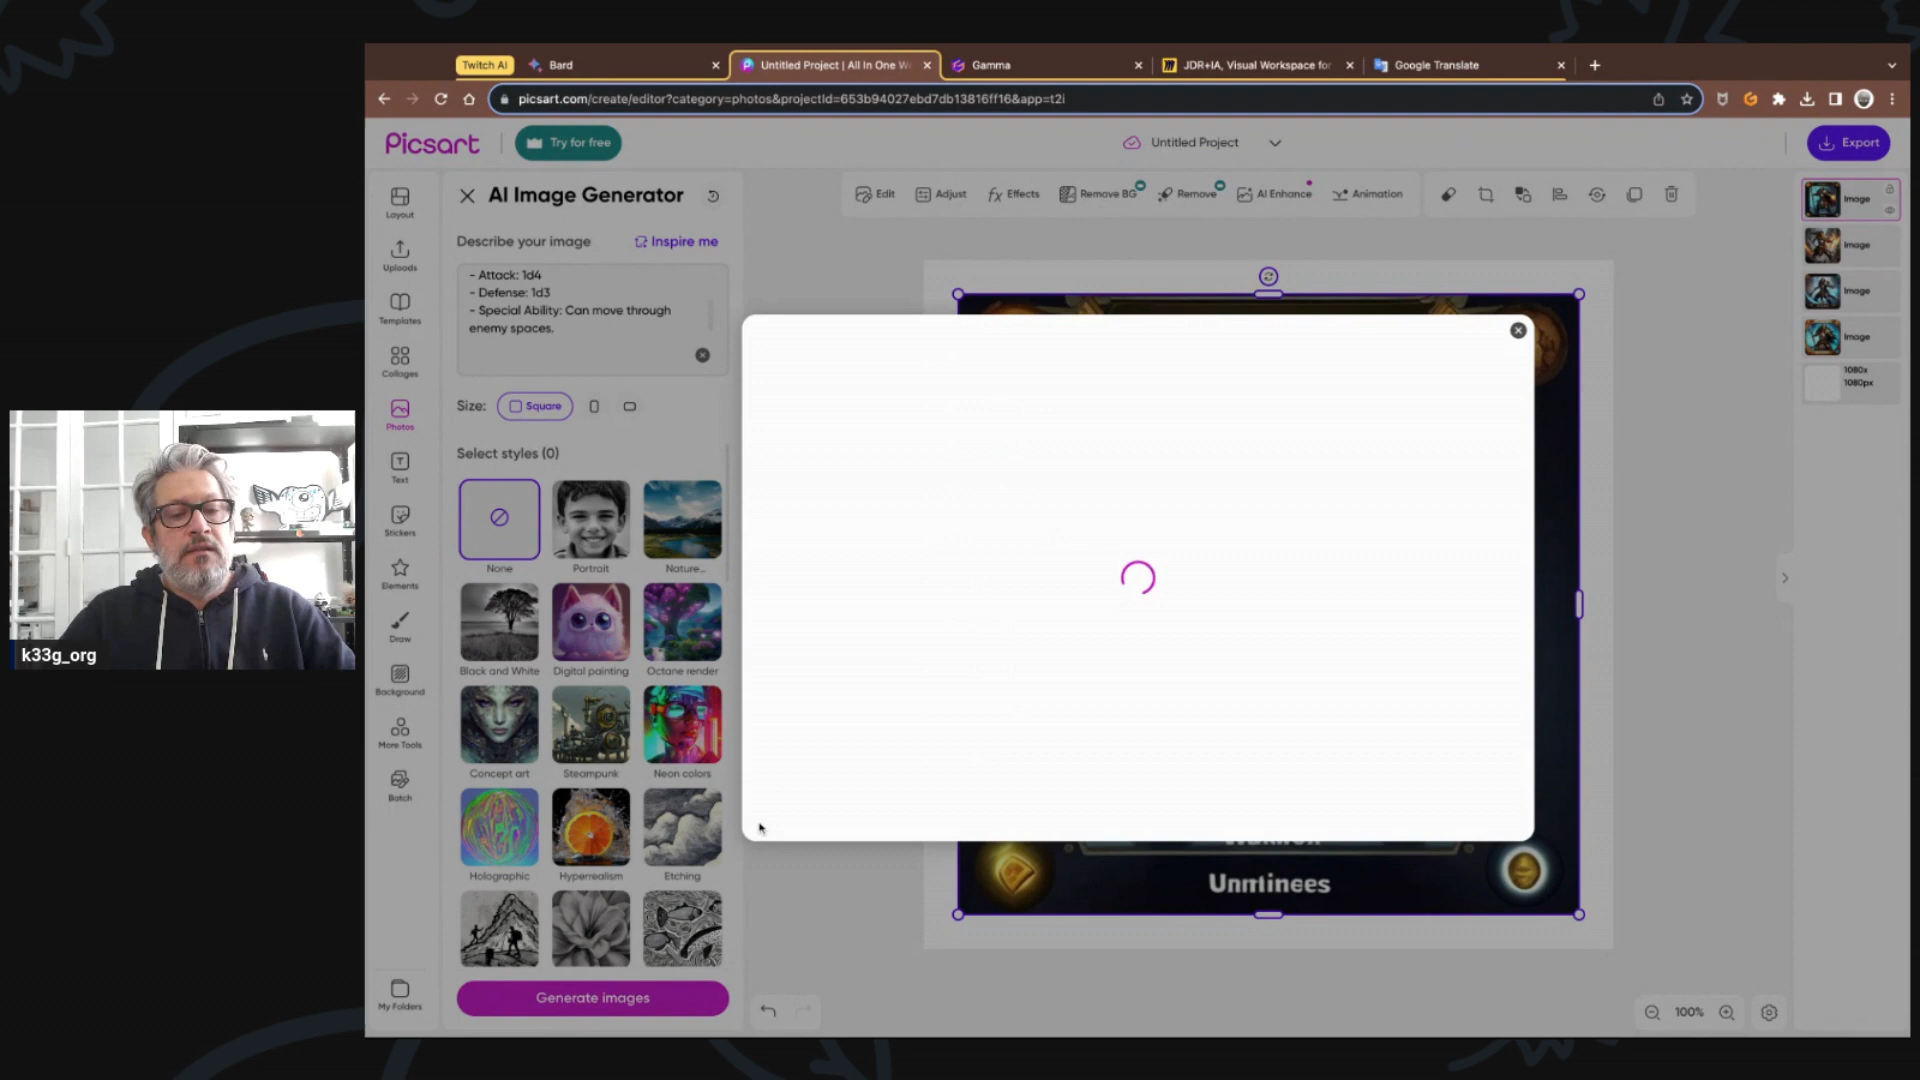 Twitch AI
Bard
Untitled Project | All In One W
Gamma
JDR+IA, Visual Workspace for
Google Translate
picsart.com/create/editor?category=photos&projectId=653b94027ebd7db13816ff16&app=t2i
Picsart
Try for free
Untitled Project
Export
AI Image Generator
Edit
Adjust
fx Effects
Remove BG
Remove
AI Enhance
Animation
Layout
Uploads
Templates
Collages
Photos
Text
Stickers
Elements
Draw
Background
More Tools
Batch
My Folders
Describe your image
Inspire me
- Attack: 1d4
- Defense: 1d3
- Special Ability: Can move through
enemy spaces.
Size:
Square
Select styles (0)
None
Portrait
Nature...
Black and White
Digital painting
Octane render
Concept art
Steampunk
Neon colors
Holographic
Hyperrealism
Etching
Generate images
Unntinees
Image
Image
Image
Image
1080x
1080px
100%
k33g_org